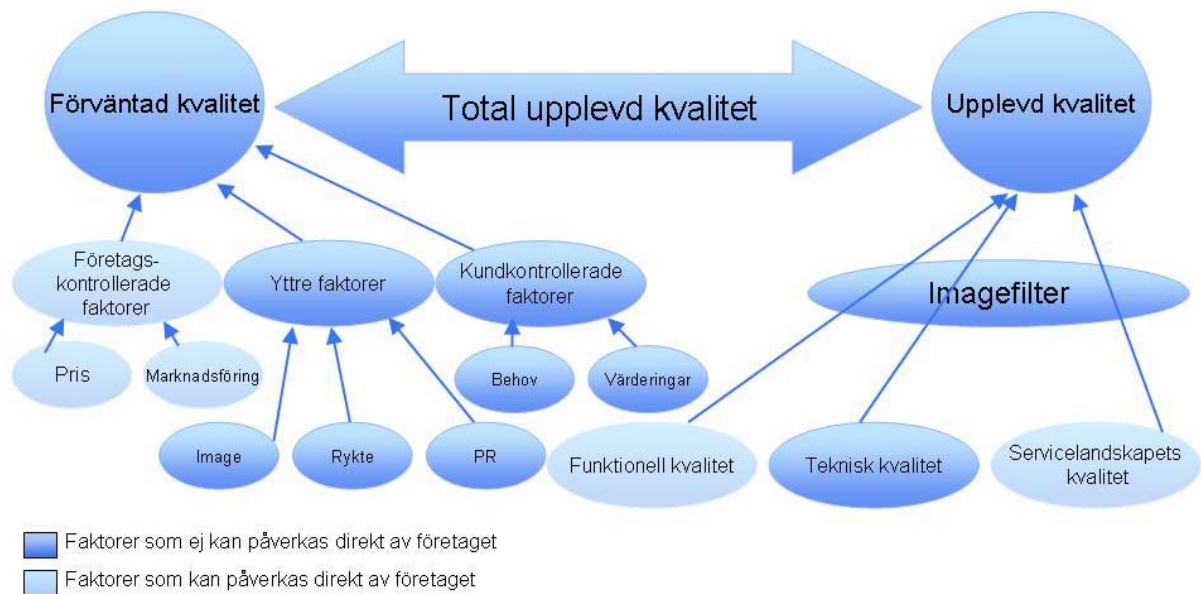 Förväntad kvalitet
Total upplevd kvalitet
Upplevd kvalitet
Företags-
kontrollerade
faktorer
Yttre faktorer
Kundkontrollerade
faktorer
Imagefilter
Pris
Marknadsföring
Behov
Värderingar
Image
Rykte
PR
Funktionell kvalitet
Teknisk kvalitet
Servicelandskapets
kvalitet
Faktorer som ej kan påverkas direkt av företaget
Faktorer som kan påverkas direkt av företaget